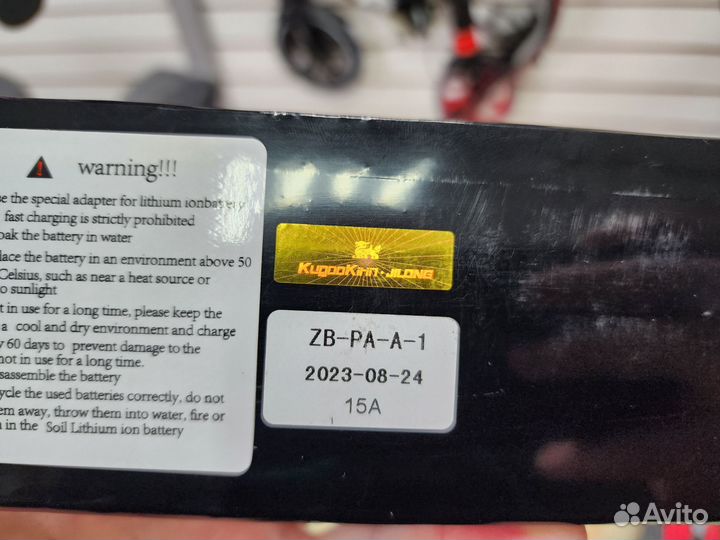 warning!!!
se the special adapter for lithium ionbattery
fast charging is strictly prohibited
oak the battery in water
lace the battery in an environment above 50
Celsius, such as near a heat source or
o sunlight
t in use for a long time, please keep the
a cool and dry environment and charge
y 60 days to prevent damage to the
not in use for a long time.
sassemble the battery
cycle the used batteries correctly, do not
em away, throw them into water, fire or
n in the Soil Lithium ion battery
KugooKirin·JILONG
ZB-PA-A-1
2023-08-24
15A
Avito